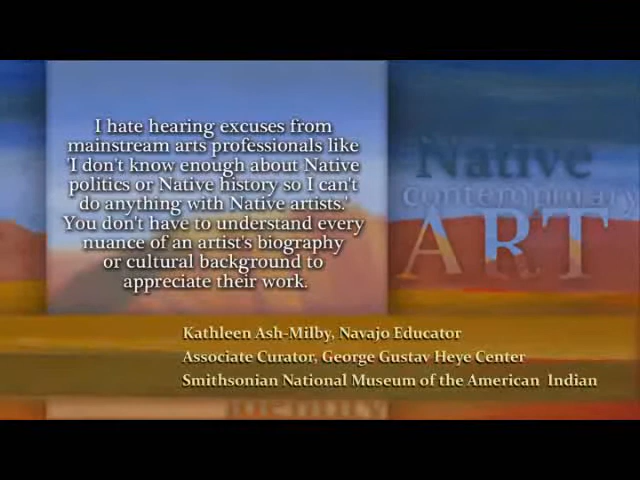 I hate hearing excuses from
mainstream arts professionals like
'I don't know enough about Native
politics or Native history so I can't
do anything with Native artists.'
You don't have to understand every
nuance of an artist's biography
or cultural background to
appreciate their work.
Native
contemporary
ART
Kathleen Ash-Milby, Navajo Educator
Associate Curator, George Gustav Heye Center
Smithsonian National Museum of the American Indian
identity